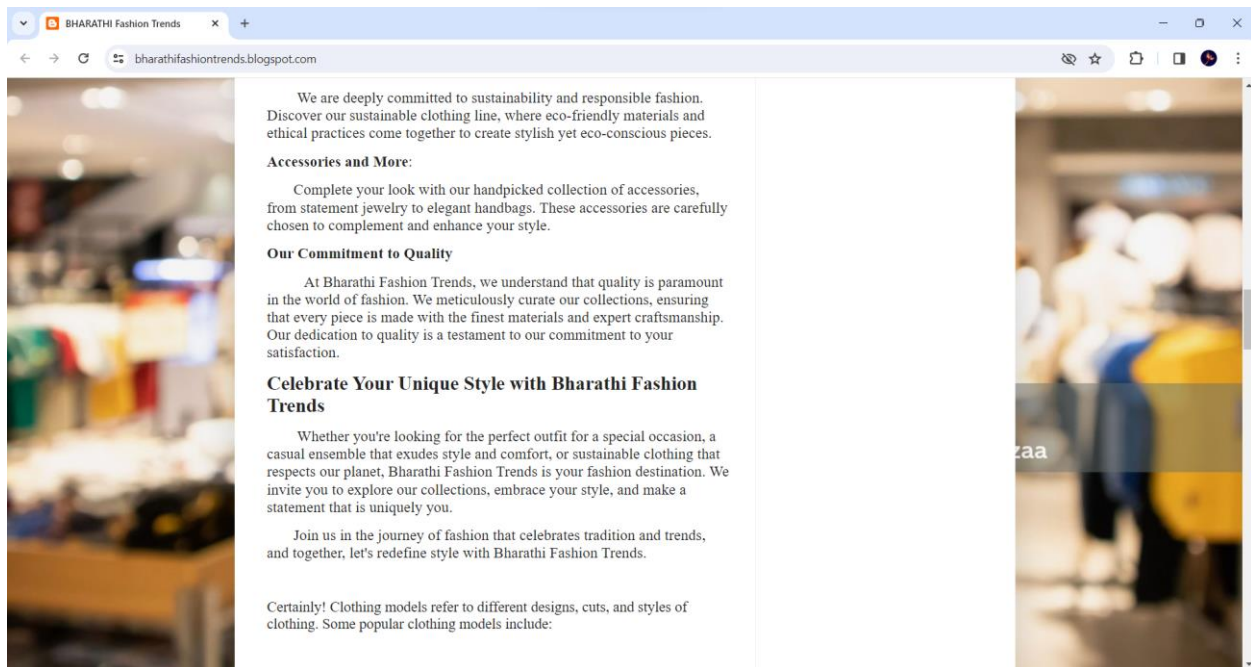 BHARATHI Fashion Trends
bharathifashiontrends.blogspot.com
We are deeply committed to sustainability and responsible fashion.
Discover our sustainable clothing line, where eco-friendly materials and
ethical practices come together to create stylish yet eco-conscious pieces.
Accessories and More:
Complete your look with our handpicked collection of accessories,
from statement jewelry to elegant handbags. These accessories are carefully
chosen to complement and enhance your style.
Our Commitment to Quality
At Bharathi Fashion Trends, we understand that quality is paramount
in the world of fashion. We meticulously curate our collections, ensuring
that every piece is made with the finest materials and expert craftsmanship.
Our dedication to quality is a testament to our commitment to your
satisfaction.
Celebrate Your Unique Style with Bharathi Fashion
Trends
Whether you're looking for the perfect outfit for a special occasion, a
casual ensemble that exudes style and comfort, or sustainable clothing that
respects our planet, Bharathi Fashion Trends is your fashion destination. We
invite you to explore our collections, embrace your style, and make a
statement that is uniquely you.
zaa
Join us in the journey of fashion that celebrates tradition and trends,
and together, let's redefine style with Bharathi Fashion Trends.
Certainly! Clothing models refer to different designs, cuts, and styles of
clothing. Some popular clothing models include: